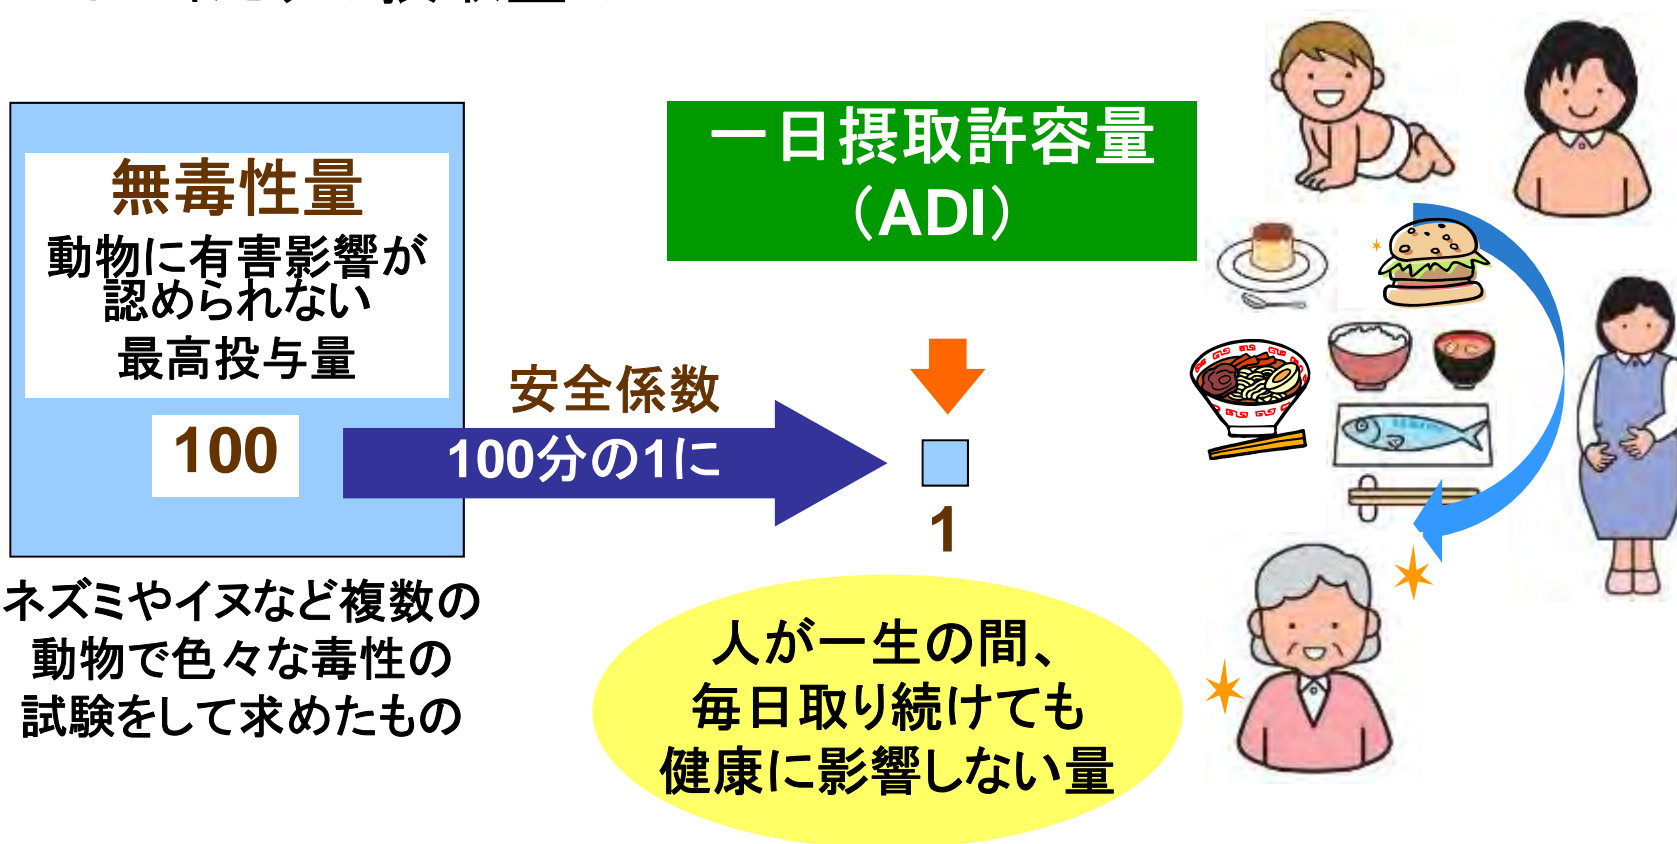 無毒性量
動物に有害影響が
認められない
最高投与量
100
安全係数
100分の1に
一日摂取許容量
（ADI）
1
ネズミやイヌなど複数の
動物で色々な毒性の
試験をして求めたもの
人が一生の間、
毎日取り続けても
健康に影響しない量